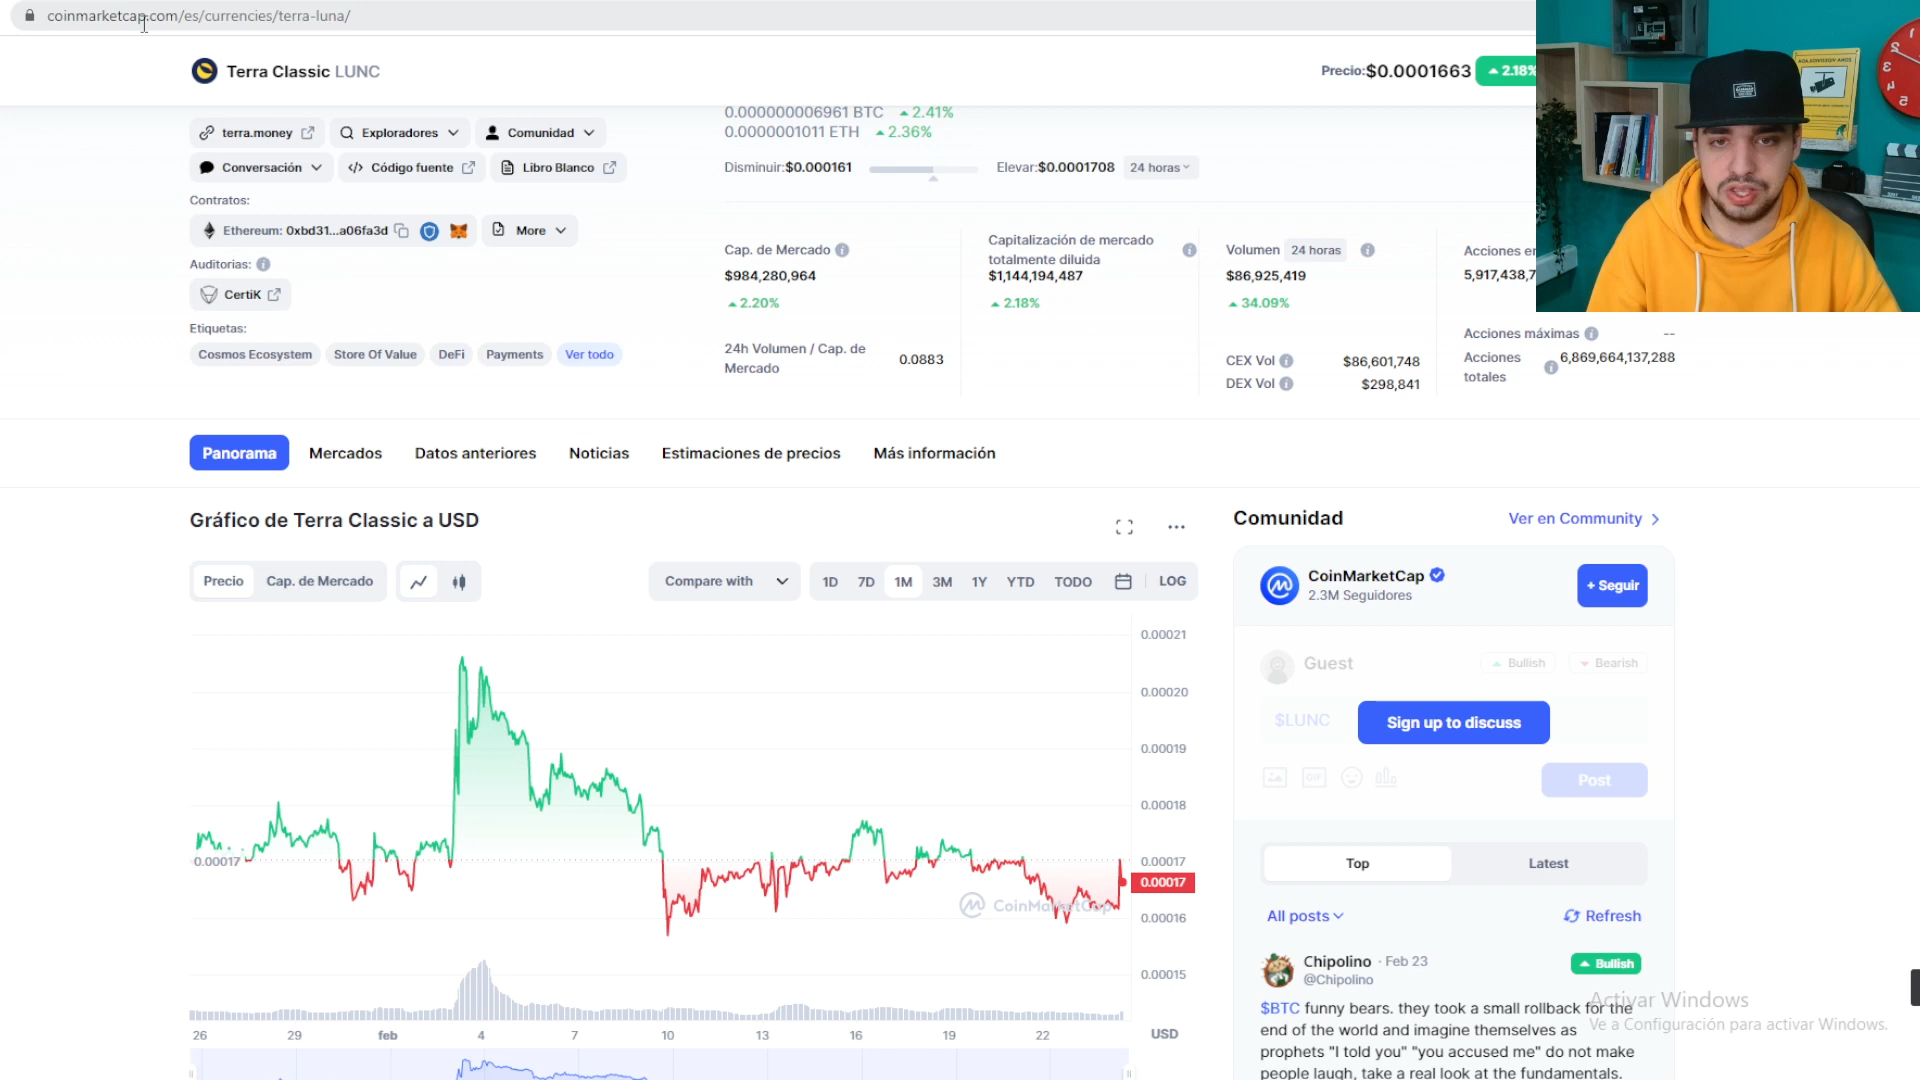 coinmarketcap.com/es/currencies/terra-luna/
Terra Classic LUNC
Precio:$0.0001663
2.18%
0.000000006961 BTC 2.41%
0.0000001011 ETH 2.36%
terra.money
Exploradores
Comunidad
Disminuir:$0.000161
Elevar:$0.0001708
24 horas
Conversación
Código fuente
Libro Blanco
Contratos:
Ethereum: 0xbd31...a06fa3d
More
Auditorias:
CertiK
Etiquetas:
Cosmos Ecosystem
Store Of Value
DeFi
Payments
Ver todo
Cap. de Mercado
$984,280,964
2.20%
24h Volumen / Cap. de
Mercado
0.0883
Capitalización de mercado
totalmente diluida
$1,144,194,487
2.18%
Volumen 24 horas
$86,925,419
34.09%
CEX Vol $86,601,748
DEX Vol $298,841
Acciones
5,917,438,7
Acciones máximas --
Acciones
totales
6,869,664,137,288
Panorama
Mercados
Datos anteriores
Noticias
Estimaciones de precios
Más información
Gráfico de Terra Classic a USD
Precio
Cap. de Mercado
Compare with
1D 7D 1M 3M 1Y YTD TODO LOG
0.00021
0.00020
0.00019
0.00018
0.00017
0.00017
0.00017
0.00016
0.00015
CoinMarketCap
26 29 feb 4 7 10 13 16 19 22 USD
Comunidad
Ver en Community
CoinMarketCap
2.3M Seguidores
+ Seguir
Guest
Bullish
Bearish
$LUNC
Sign up to discuss
GIF
Post
Top
Latest
All posts
Refresh
Chipolino · Feb 23
@Chipolino
Bullish
$BTC funny bears. they took a small rollback for the
end of the world and imagine themselves as
prophets "I told you" "you accused me" do not make
people laugh, take a real look at the fundamentals.
Activar Windows
Ve a Configuración para activar Windows.